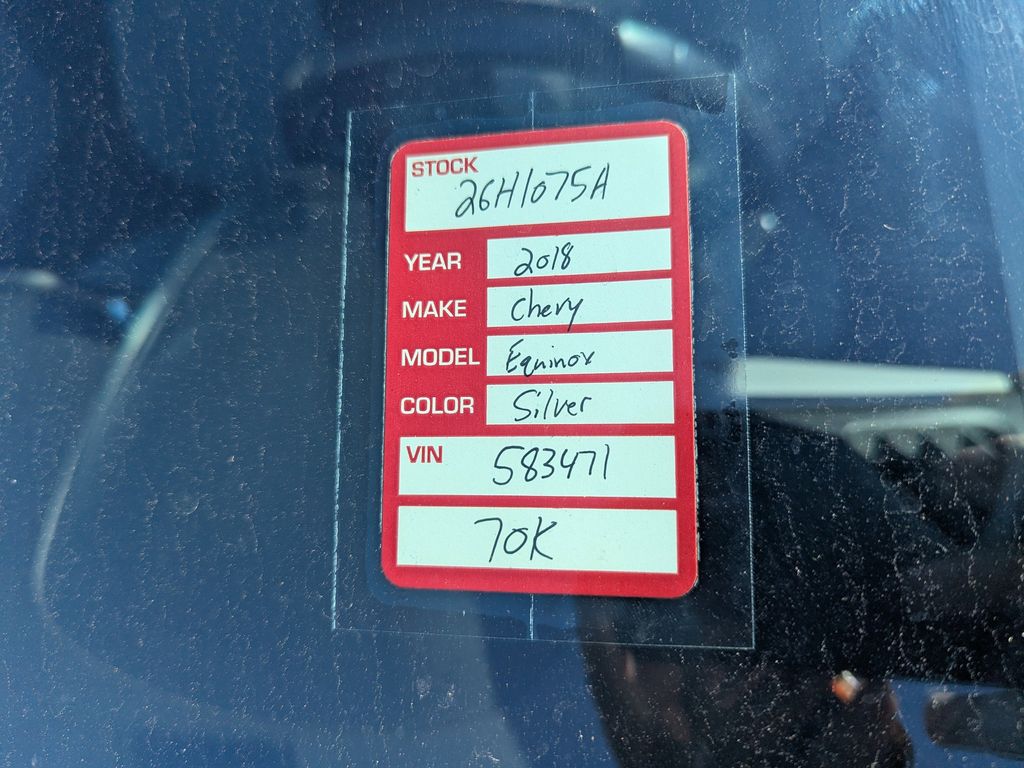 STOCK
26H1075A
YEAR 2018
MAKE Chevy
MODEL Equinox
COLOR Silver
VIN 583471
70K